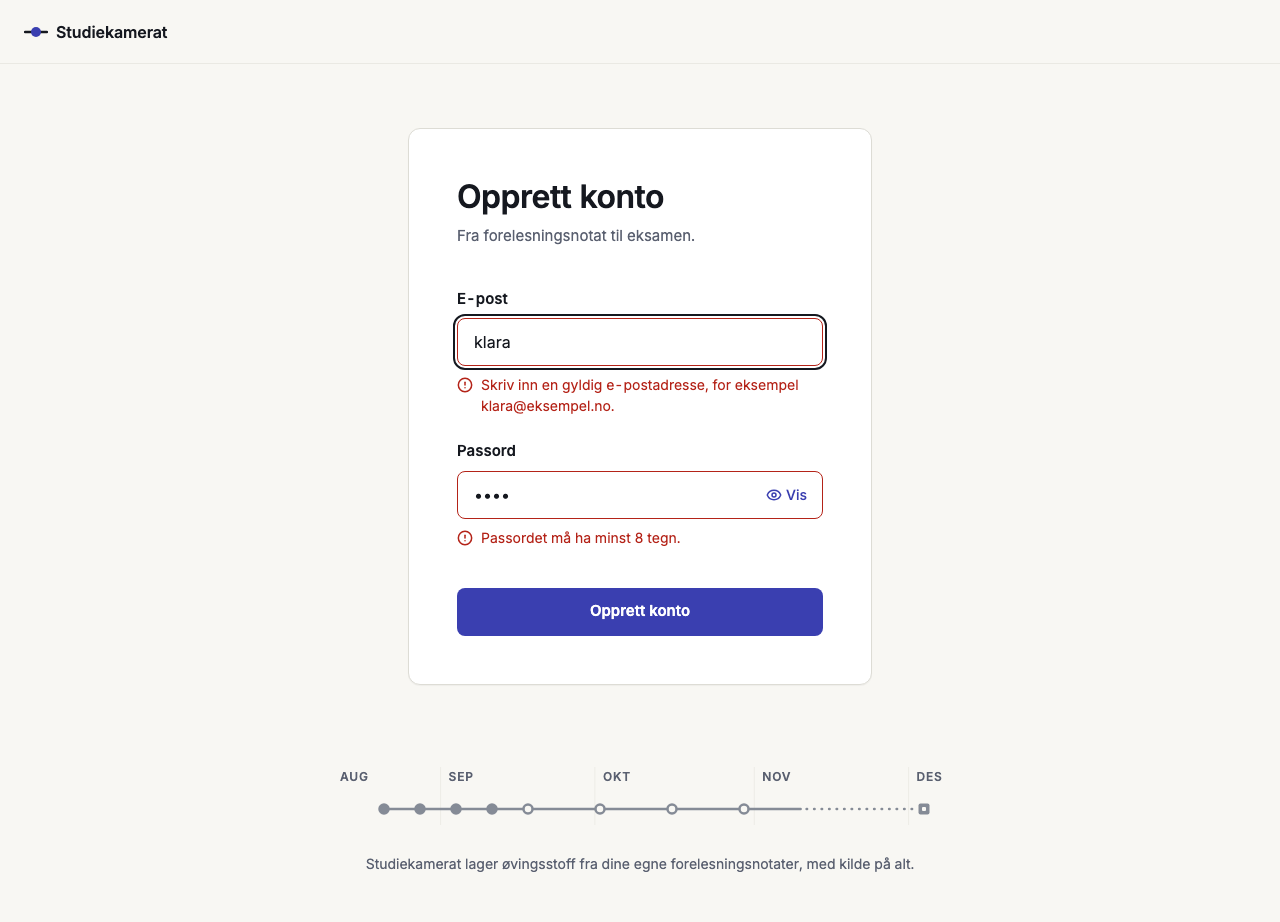 Studiekamerat
Opprett konto
Fra forelesningsnotat til eksamen.
E-post
klara
Skriv inn en gyldig e-postadresse, for eksempel
klara@eksempel.no.
Passord
••••
Vis
Passordet må ha minst 8 tegn.
Opprett konto
AUG SEP OKT NOV DES
Studiekamerat lager øvingsstoff fra dine egne forelesningsnotater, med kilde på alt.